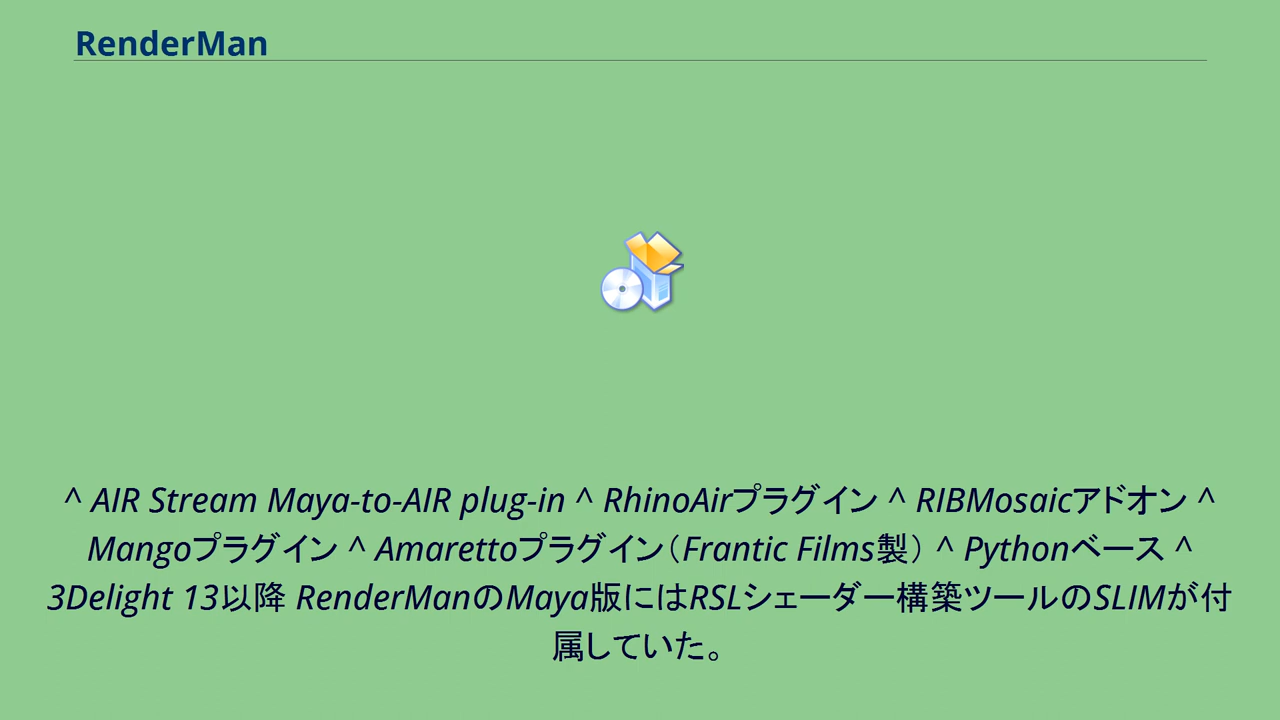 RenderMan
^ AIR Stream Maya-to-AIR plug-in ^ RhinoAirプラグイン ^ RIBMosaicアドオン ^
Mangoプラグイン ^ Amarettoプラグイン（Frantic Films製） ^ Pythonベース ^
3Delight 13以降 RenderManのMaya版にはRSLシェーダー構築ツールのSLIMが付
属していた。